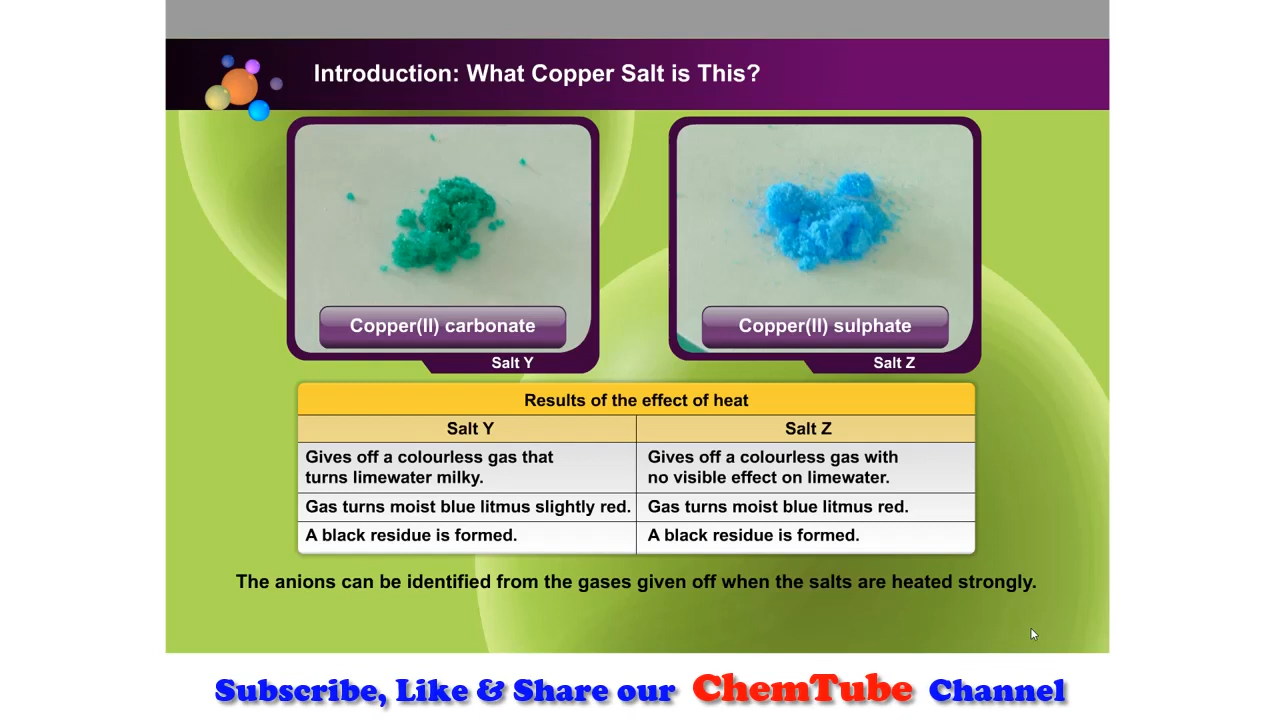 Introduction: What Copper Salt is This?
Copper(II) carbonate
Copper(II) sulphate
Salt Y
Salt Z
Results of the effect of heat
Salt Y
Salt Z
Gives off a colourless gas that
turns limewater milky.
Gives off a colourless gas with
no visible effect on limewater.
Gas turns moist blue litmus slightly red.
Gas turns moist blue litmus red.
A black residue is formed.
A black residue is formed.
The anions can be identified from the gases given off when the salts are heated strongly.
Subscribe, Like & Share our ChemTube Channel